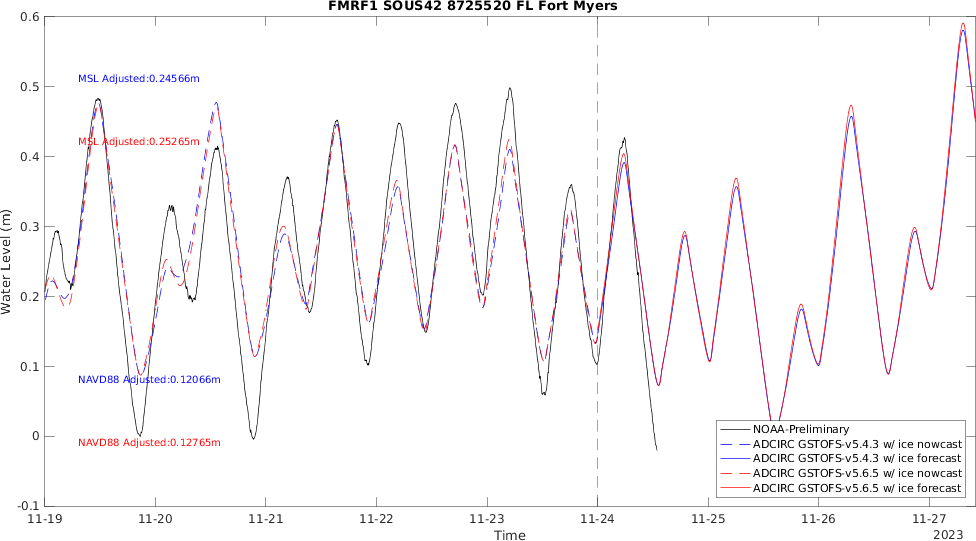 FMRF1 SOUS42 8725520 FL Fort Myers
0.6
0.5
0.4
0.3
0.2
0.1
0
-0.1
Water Level (m)
MSL Adjusted:0.24566m
MSL Adjusted:0.25265m
NAVD88 Adjusted:0.12066m
NAVD88 Adjusted:0.12765m
NOAA-Preliminary
ADCIRC GSTOFS-v5.4.3 w/ ice nowcast
ADCIRC GSTOFS-v5.4.3 w/ ice forecast
ADCIRC GSTOFS-v5.6.5 w/ ice nowcast
ADCIRC GSTOFS-v5.6.5 w/ ice forecast
11-19 11-20 11-21 11-22 11-23 11-24 11-25 11-26 11-27
Time
2023